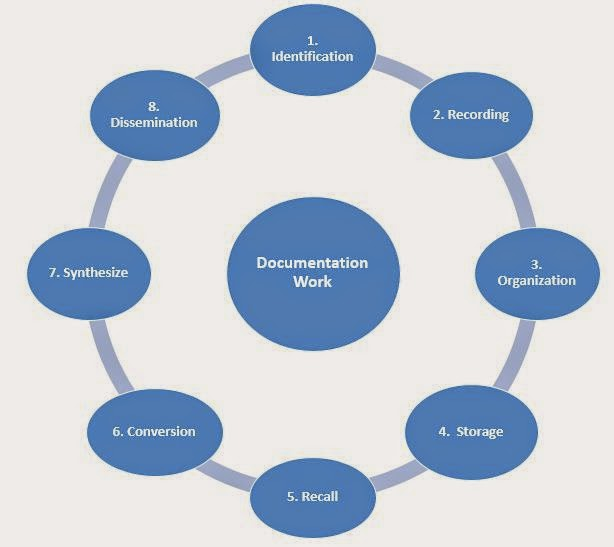 1.
Identification
2. Recording
3.
Organization
4. Storage
5. Recall
6. Conversion
7. Synthesize
8.
Dissemination
Documentation
Work